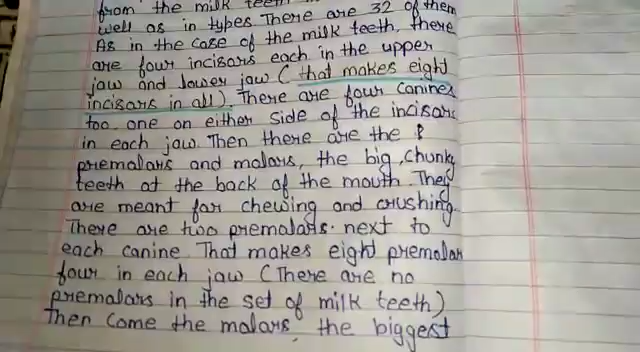 from the milk teeth in
well as in types There are 32 of them
As in the case of the milk teeth, there
are four incisors each in the upper
jaw and lower jaw ( that makes eight
incisors in all). There are four canines
too, one on either side of the incisors
in each jaw. Then there are the P
premolars and molars, the big, chunky
teeth at the back of the mouth. They
are meant for chewing and crushing.
There are two premolars. next to
each canine That makes eight premolar
four in each jaw (There are no
premolars in the set of milk teeth)
Then come the molars, the biggest